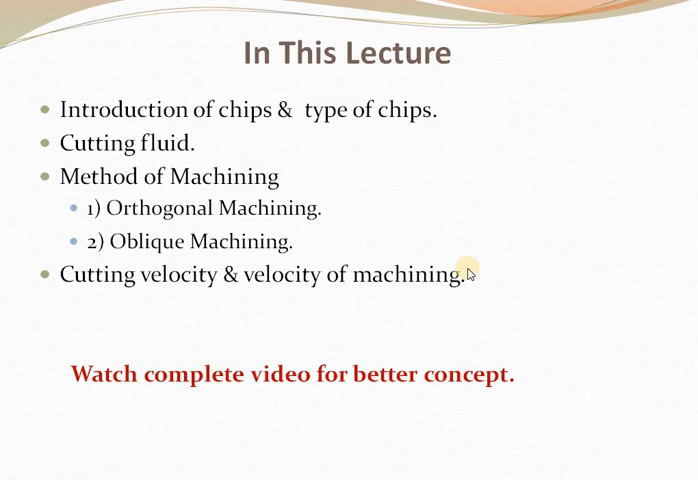 In This Lecture
Introduction of chips &  type of chips.
Cutting fluid.
Method of Machining
1) Orthogonal Machining.
2) Oblique Machining.
Cutting velocity & velocity of machining.
Watch complete video for better concept.